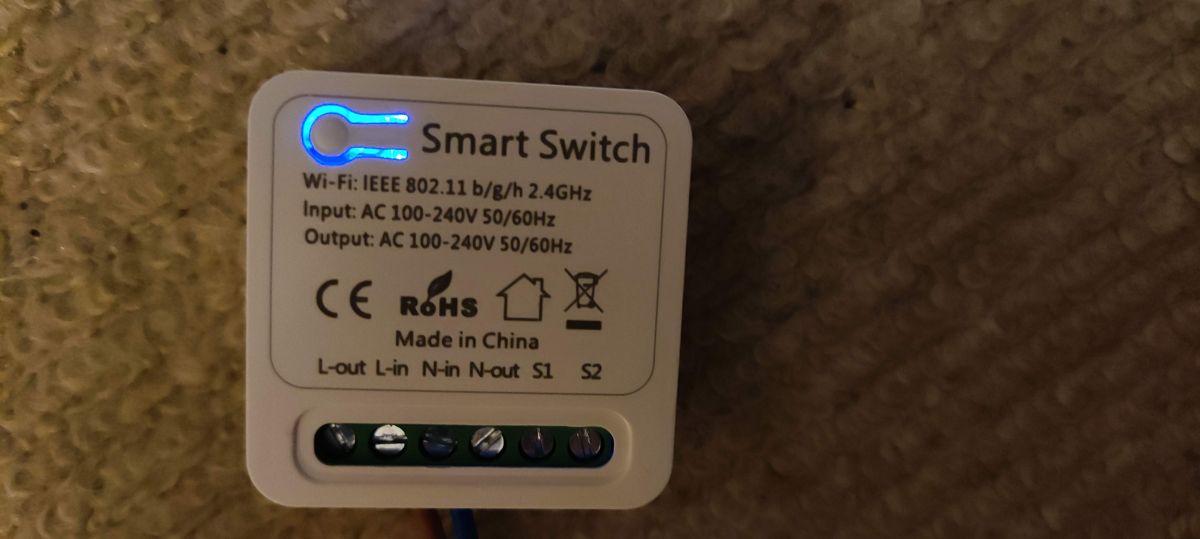 Smart Switch
Wi-Fi: IEEE 802.11 b/g/h 2.4GHz
Input: AC 100-240V 50/60Hz
Output: AC 100-240V 50/60Hz
CE RoHS
Made in China
L-out L-in N-in N-out S1 S2